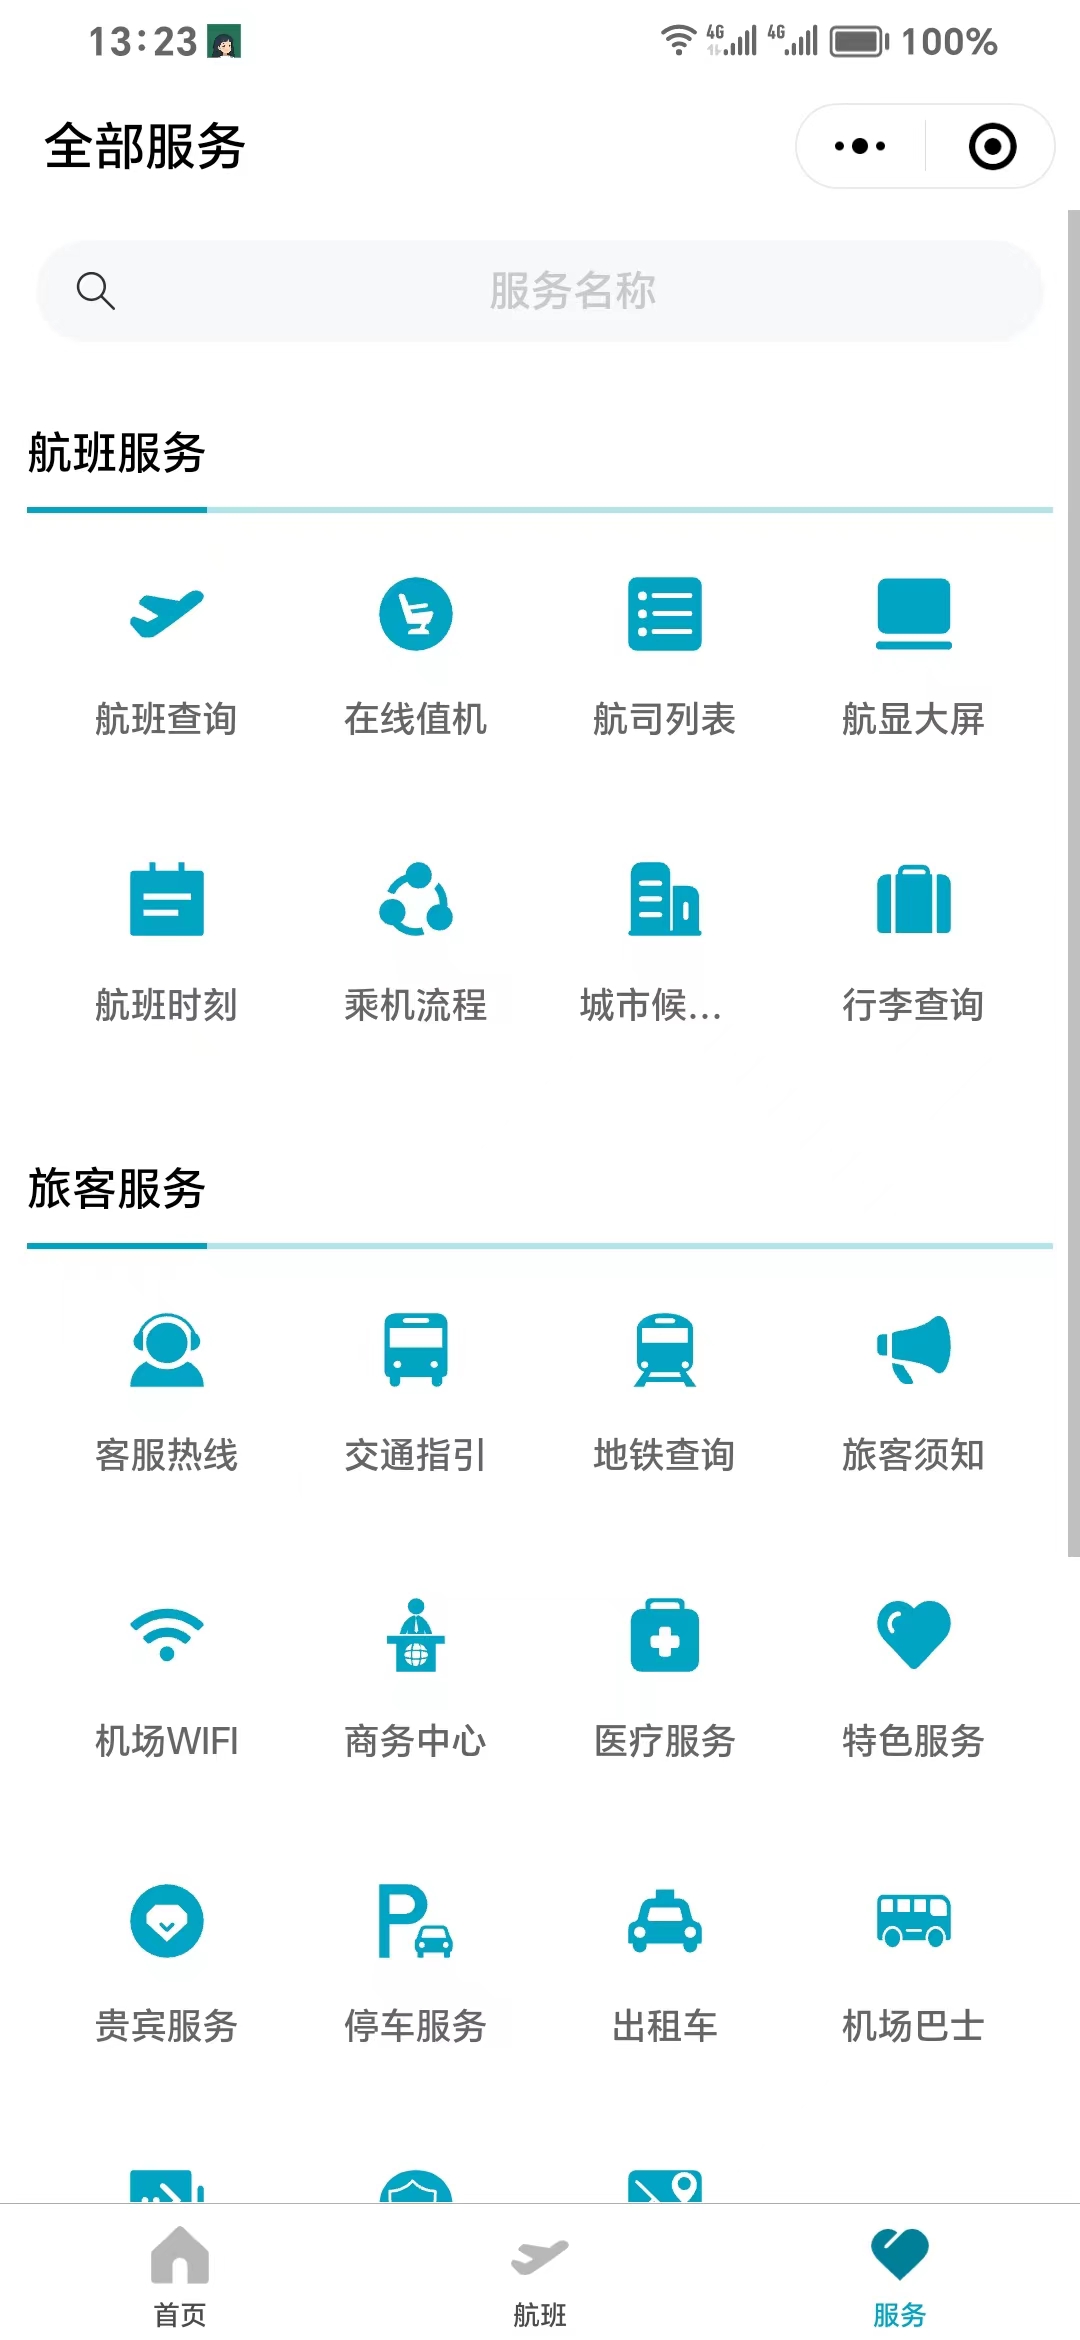 13:23
4G
4G
100%
全部服务
服务名称
航班服务
航班查询
在线值机
航司列表
航显大屏
航班时刻
乘机流程
城市候...
行李查询
旅客服务
客服热线
交通指引
地铁查询
旅客须知
机场WIFI
商务中心
医疗服务
特色服务
贵宾服务
P
停车服务
出租车
机场巴士
首页
航班
服务